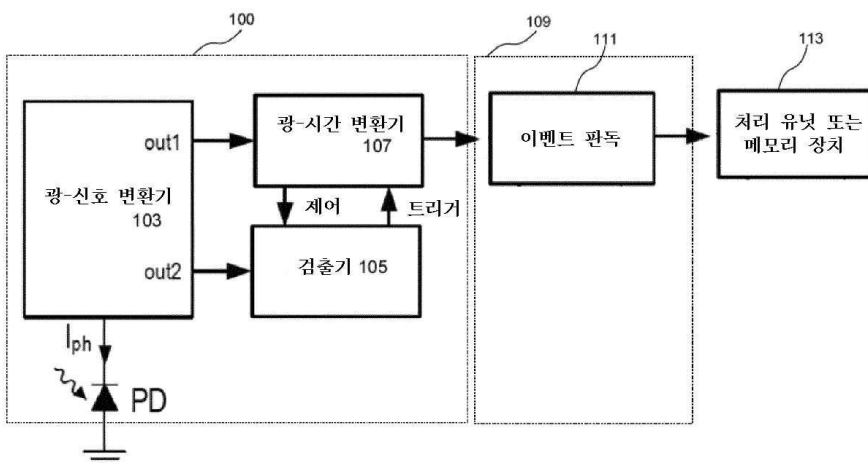 100
109
111
113
out1
광-신호 변환기
103
out2
광-시간 변환기
107
제어
트리거
검출기 105
이벤트 판독
처리 유닛 또는
메모리 장치
Iph
PD